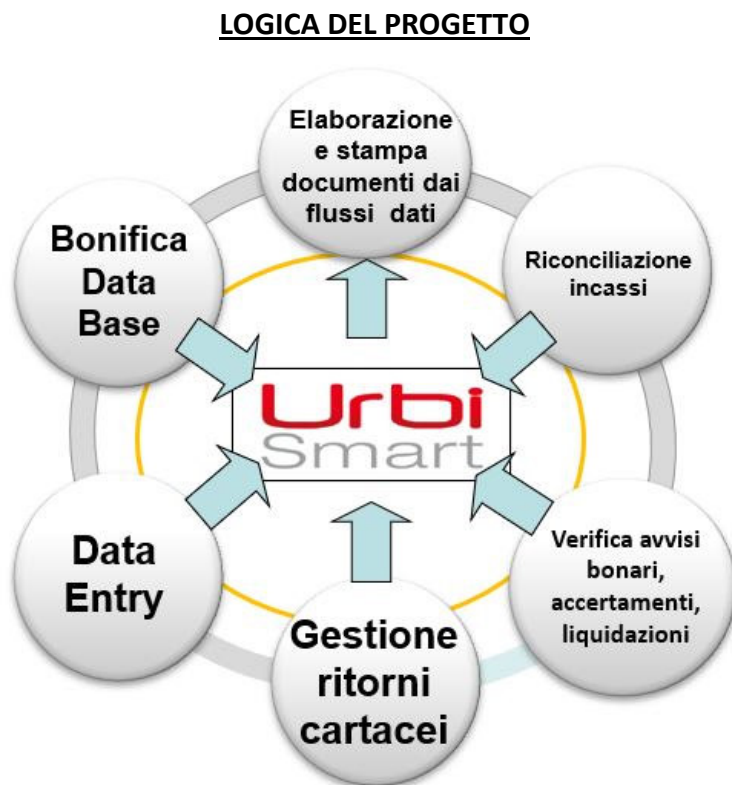 LOGICA DEL PROGETTO
Elaborazione
e stampa
documenti dai
flussi dati
Bonifica
Data
Base
Riconciliazione
incassi
Urbi
Smart
Data
Entry
Verifica avvisi
bonari,
accertamenti,
liquidazioni
Gestione
ritorni
cartacei